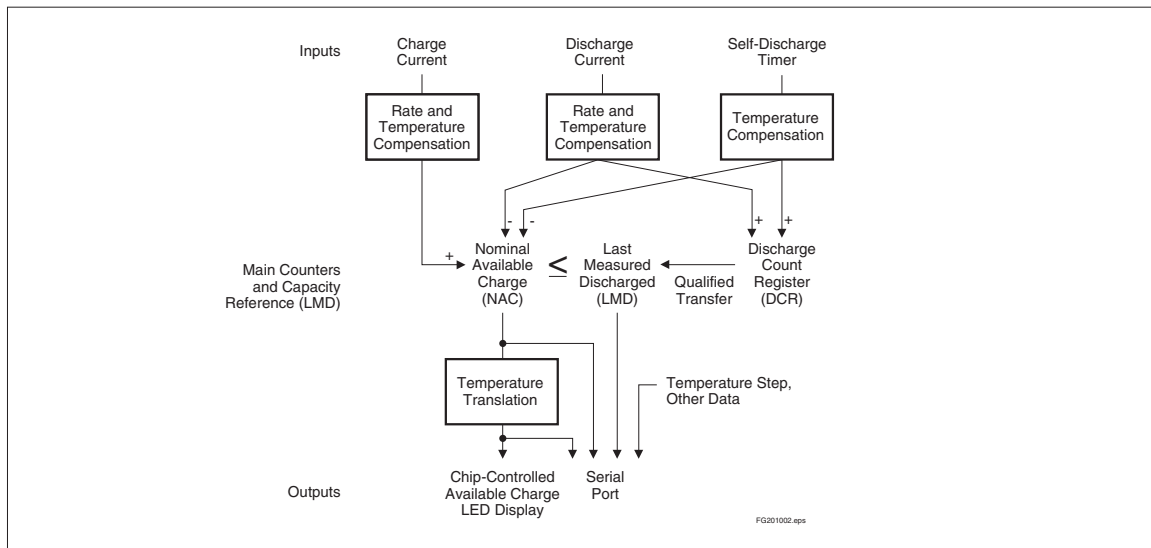 Inputs
Charge
Current
Discharge
Current
Self-Discharge
Timer
Rate and
Temperature
Compensation
Rate and
Temperature
Compensation
Temperature
Compensation
-
-
+
+
+
Main Counters
and Capacity
Reference (LMD)
Nominal
Available
Charge
(NAC)
≤
Last
Measured
Discharged
(LMD)
Qualified
Transfer
Discharge
Count
Register
(DCR)
Temperature
Translation
Temperature Step,
Other Data
Outputs
Chip-Controlled
Available Charge
LED Display
Serial
Port
FG201002.eps